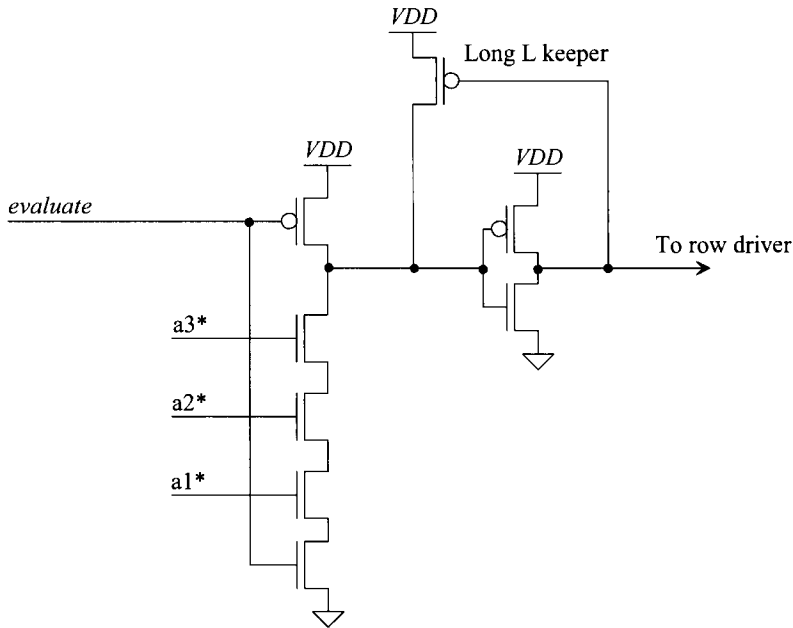 VDD
Long L keeper
VDD
VDD
evaluate
To row driver
a3*
a2*
a1*